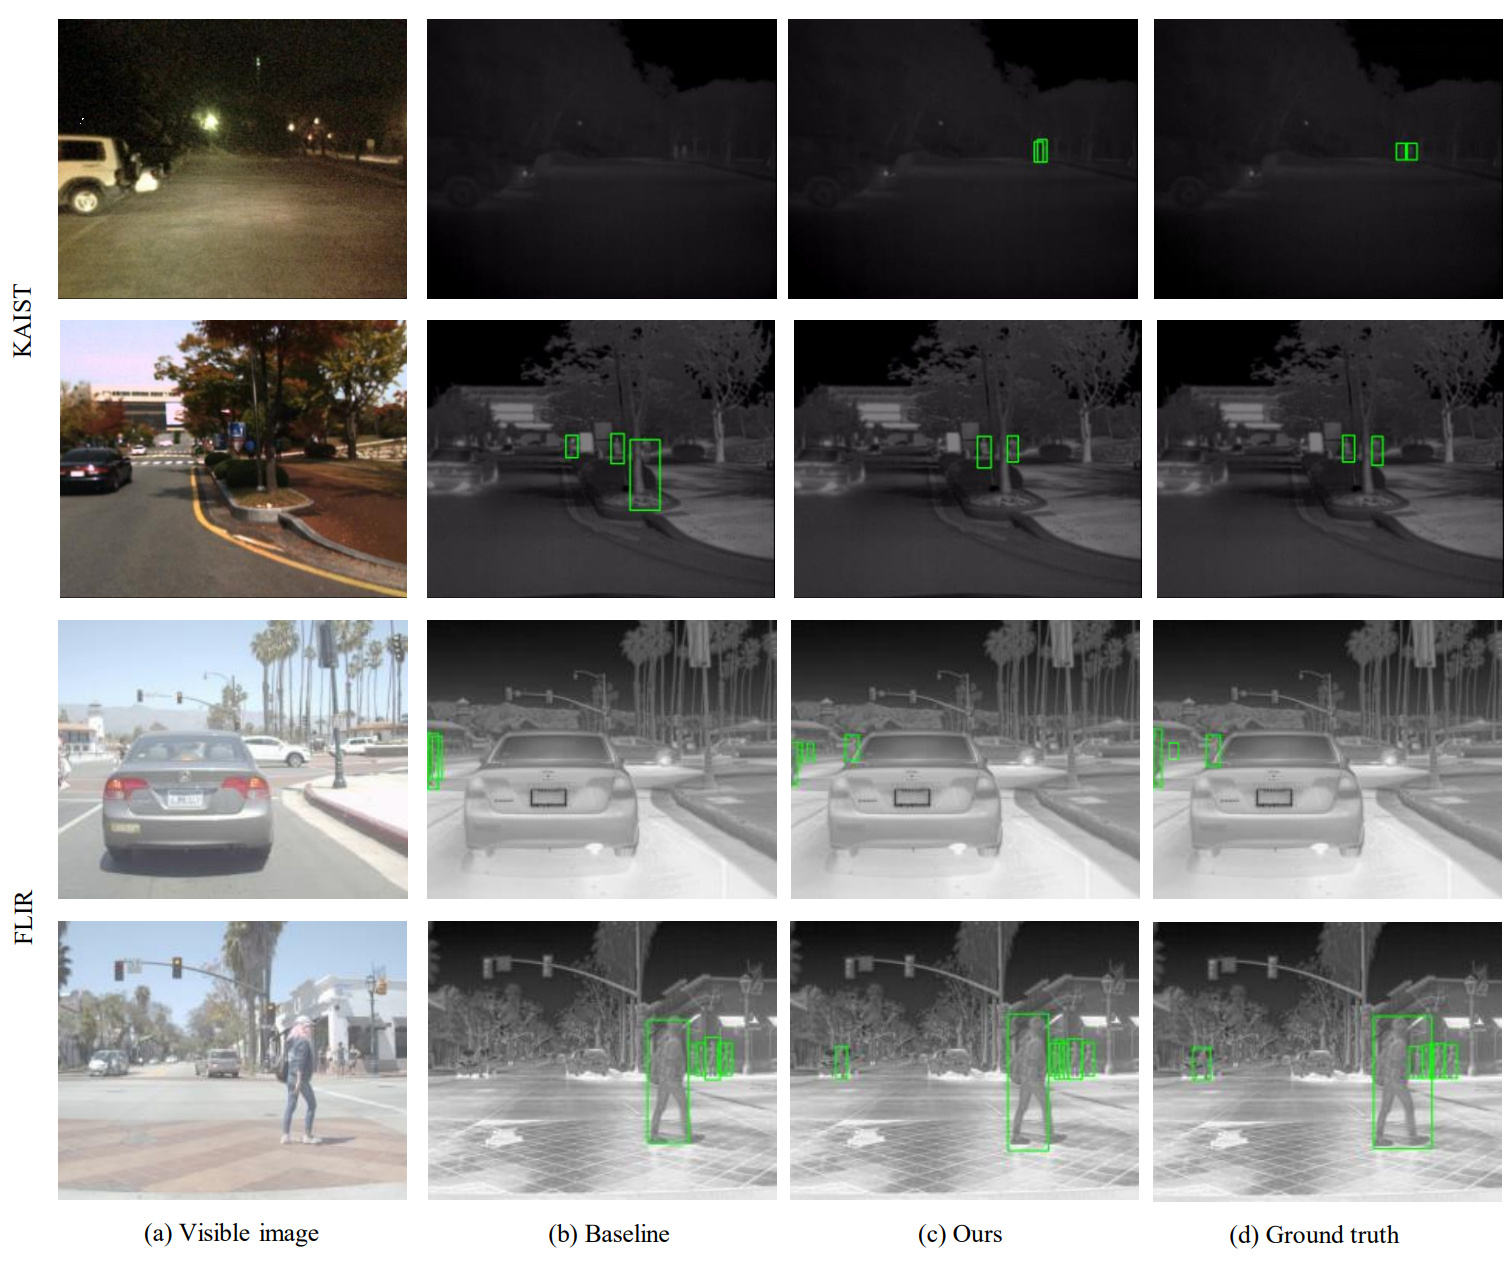 KAIST
FLIR
(a) Visible image
(b) Baseline
(c) Ours
(d) Ground truth